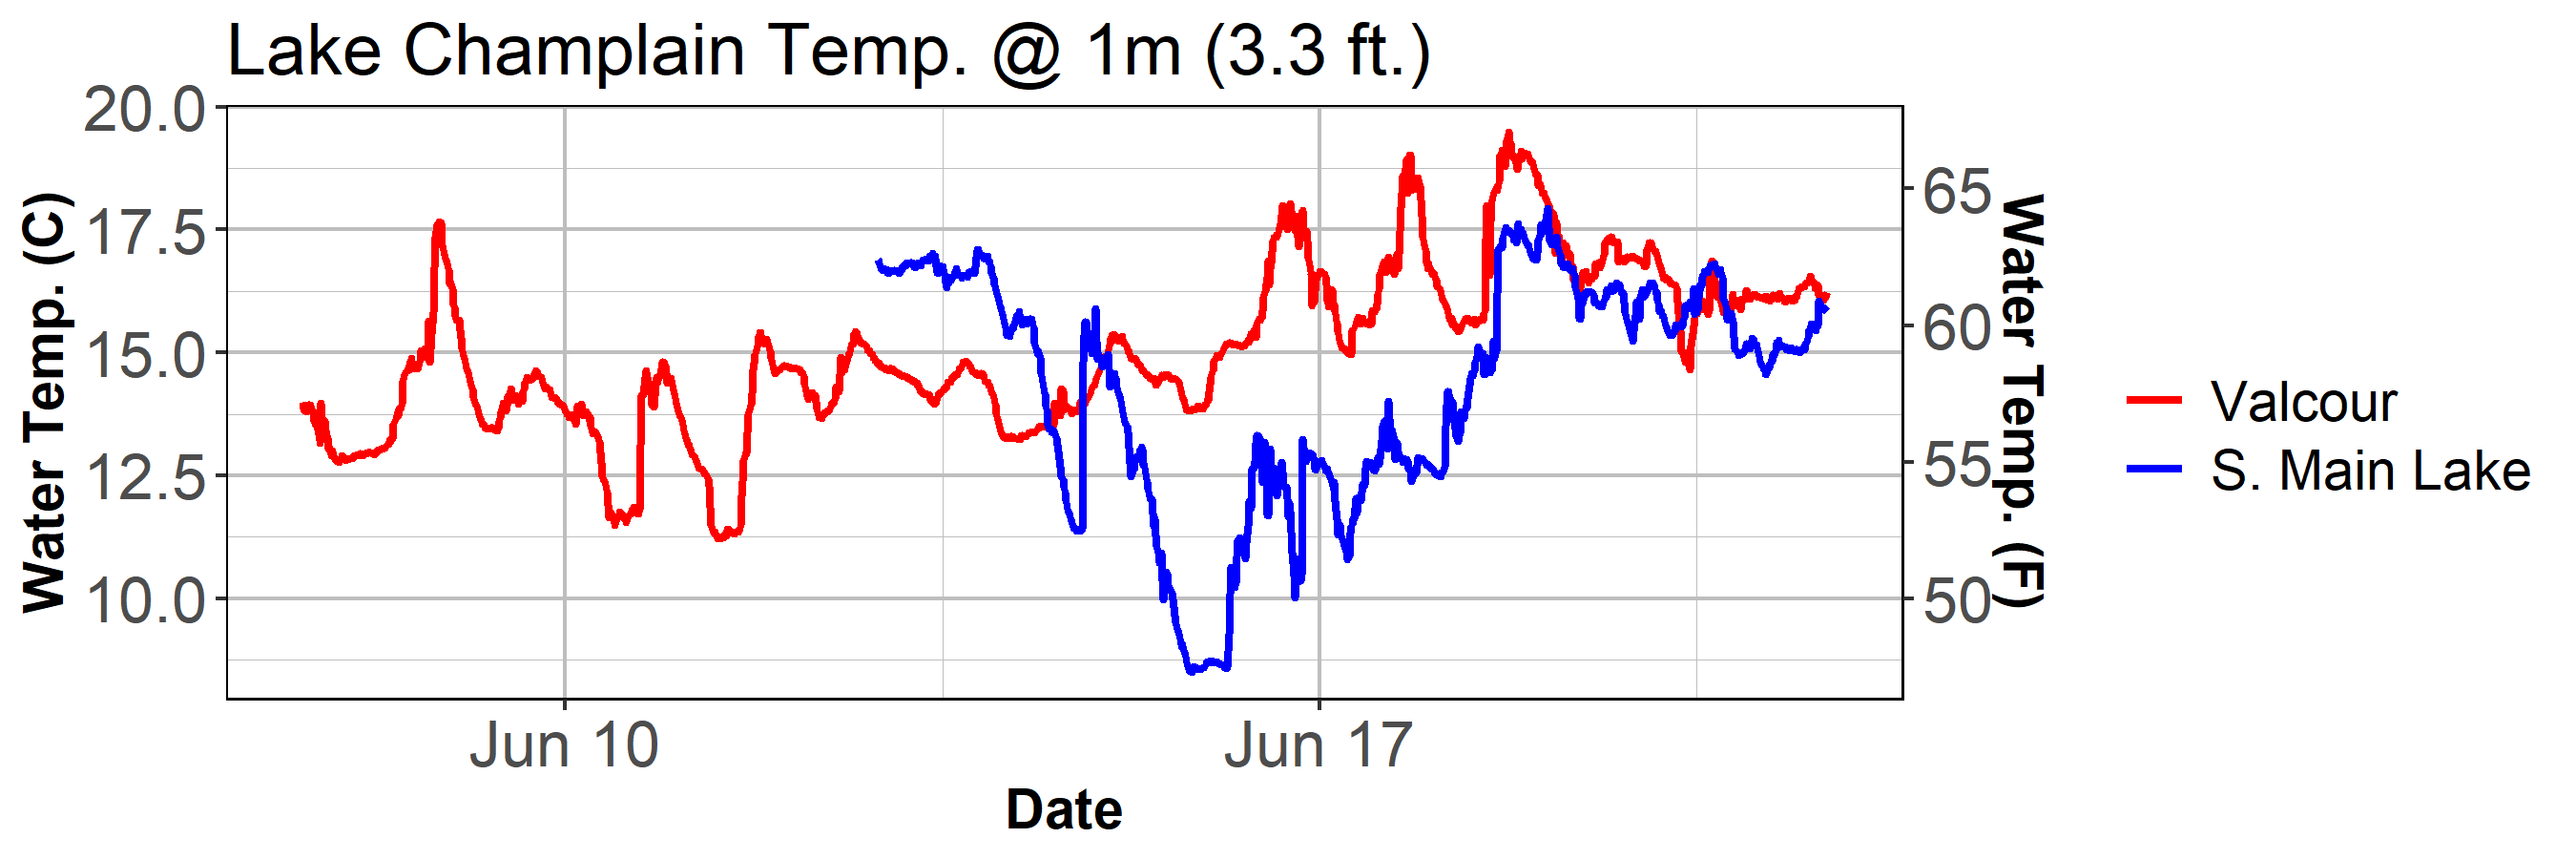 Lake Champlain Temp. @ 1m (3.3 ft.)
Water Temp. (C)
20.0
17.5
15.0
12.5
10.0
65
60
55
50
Water Temp. (F)
Jun 10
Jun 17
Date
Valcour
S. Main Lake